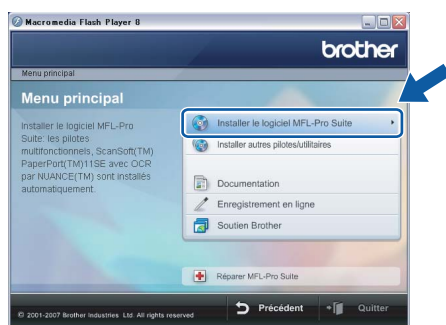 Macromedia Flash Player 8
brother
Menu principal
Menu principal
Installer le logiciel MFL-Pro
Suite: les pilotes
multifonctionnels, ScanSoft(TM)
PaperPort(TM)11SE avec OCR
par NUANCE(TM) sont installés
automatiquement.
Installer le logiciel MFL-Pro Suite
Installer autres pilotes/utilitaires
Documentation
Enregistrement en ligne
Soutien Brother
Réparer MFL-Pro Suite
© 2001-2007 Brother Industries. Ltd. All rights reserved
Précédent
Quitter